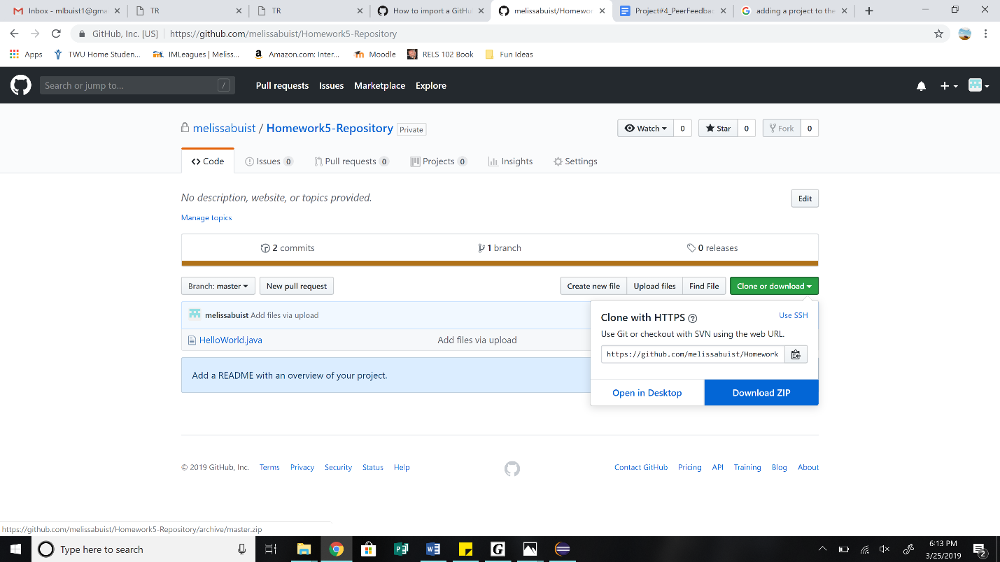 Inbox - mlbuist1@gma
TR
TR
How to import a GitHu
melissabuist/Homewor
Project#4_PeerFeedbac
adding a project to the
GitHub, Inc. [US]
https://github.com/melissabuist/Homework5-Repository
Apps
TWU Home Studen...
IMLeagues | Meliss...
Amazon.com: Inter...
Moodle
RELS 102 Book
Fun Ideas
Search or jump to...
/
Pull requests
Issues
Marketplace
Explore
melissabuist / Homework5-Repository
Private
Watch
0
Star
0
Fork
0
Code
Issues 0
Pull requests 0
Projects 0
Insights
Settings
No description, website, or topics provided.
Edit
Manage topics
2 commits
1 branch
0 releases
Branch: master
New pull request
Create new file
Upload files
Find File
Clone or download
melissabuist Add files via upload
HelloWorld.java
Add files via upload
Add a README with an overview of your project.
Clone with HTTPS
Use SSH
Use Git or checkout with SVN using the web URL.
https://github.com/melissabuist/Homework
Open in Desktop
Download ZIP
© 2019 GitHub, Inc.
Terms
Privacy
Security
Status
Help
Contact GitHub
Pricing
API
Training
Blog
About
https://github.com/melissabuist/Homework5-Repository/archive/master.zip
Type here to search
6:13 PM
3/25/2019
2